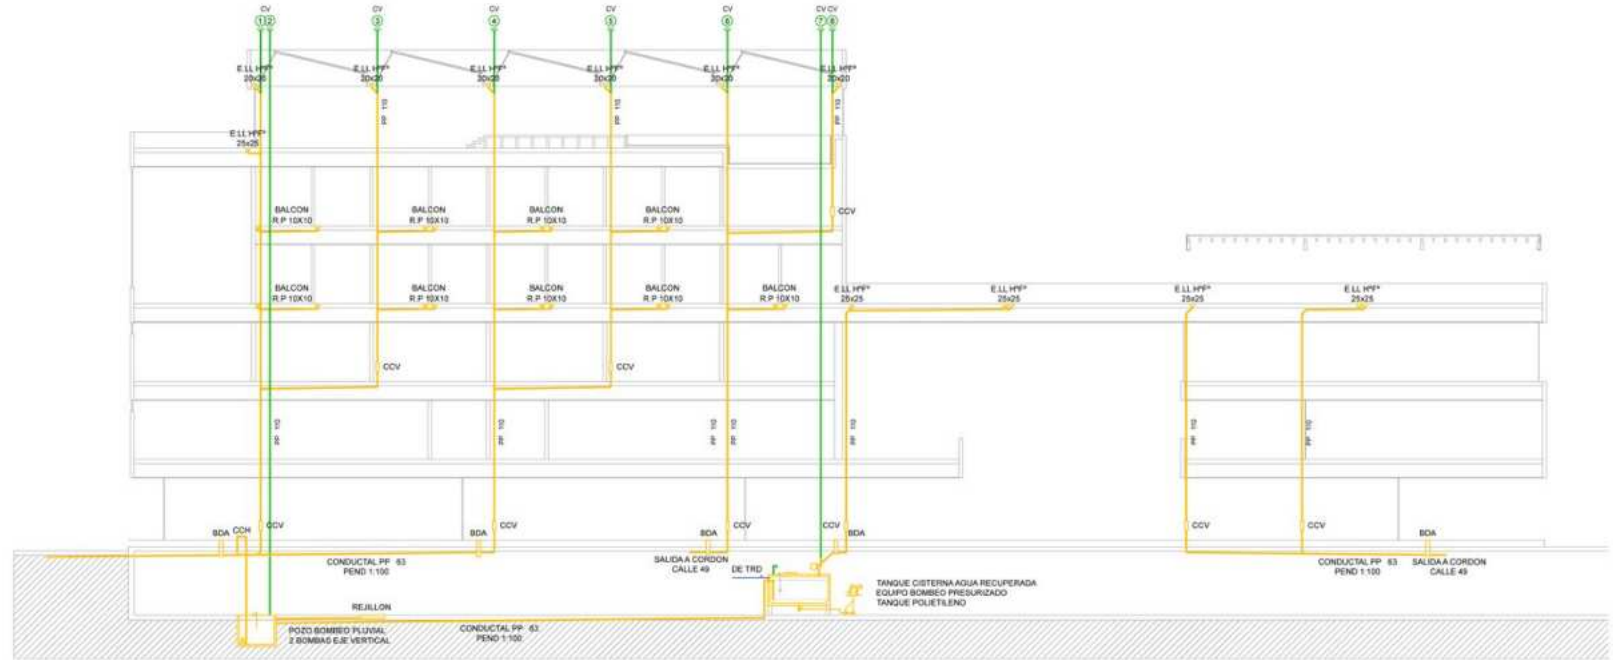 CV CV CV CV CV CV CV
1 2 3 4 5 6 7 8
E.LL HºFº E.LL HºFº E.LL HºFº E.LL HºFº E.LL HºFº E.LL HºFº
20x20 20x20 20x20 20x20 20x20 20x20
PP 110 PP 110 PP 110
E.LL HºFº
25x25
BALCON BALCON BALCON BALCON CCV
R.P 10X10 R.P 10X10 R.P 10X10 R.P 10X10
BALCON BALCON BALCON BALCON BALCON E.LL HºFº E.LL HºFº E.LL HºFº E.LL HºFº
R.P 10X10 R.P 10X10 R.P 10X10 R.P 10X10 R.P 10X10 25x25 25x25 25x25 25x25
CCV CCV
PP 110 PP 110 PP 110 PP 110 PP 110 PP 110 PP 110
BDA CCH CCV BDA CCV BDA CCV CCV BDA CCV CCV BDA
CONDUCTAL PP 63 SALIDA A CORDON CONDUCTAL PP 63 SALIDA A CORDON
PEND 1:100 CALLE 49 PEND 1:100 CALLE 49
DE TRD
TANQUE CISTERNA AGUA RECUPERADA
EQUIPO BOMBEO PRESURIZADO
TANQUE POLIETILENO
REJILLON
POZO BOMBEO PLUVIAL CONDUCTAL PP 63
2 BOMBAS EJE VERTICAL PEND 1:100